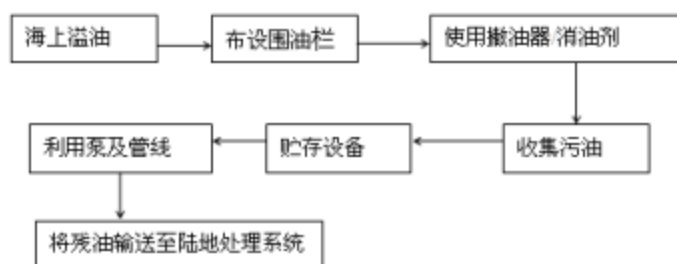 海上溢油
布设围油栏
使用撇油器/消油剂
收集污油
贮存设备
利用泵及管线
将残油输送至陆地处理系统